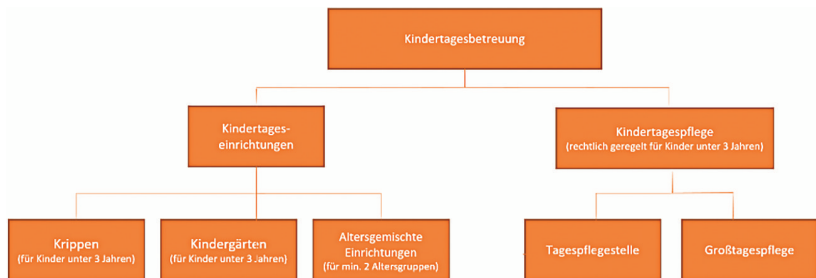 Kindertagesbetreuung
Kindertages-
einrichtungen
Kindertagespflege
(rechtlich geregelt für Kinder unter 3 Jahren)
Krippen
(für Kinder unter 3 Jahren)
Kindergärten
(für Kinder unter 3 Jahren)
Altersgemischte
Einrichtungen
(für min. 2 Altersgruppen)
Tagespflegestelle
Großtagespflege